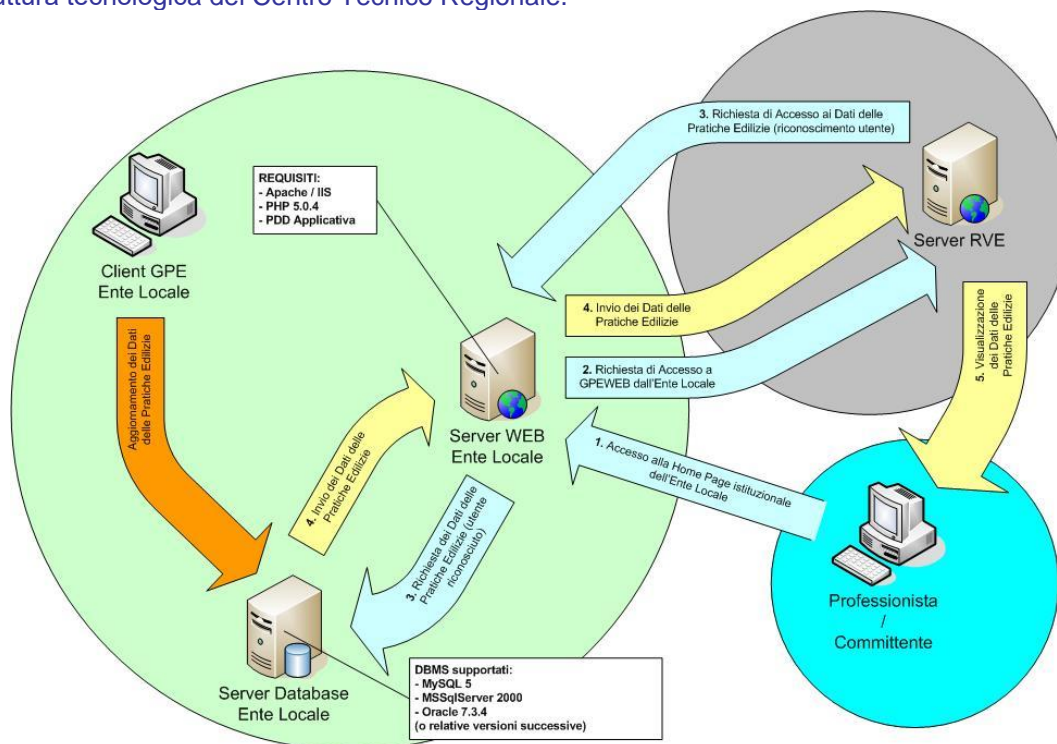 uttura tecnologica del Centro Tecnico Regionale.
3. Richiesta di Accesso ai Dati delle
Pratiche Edilizie (riconoscimento utente)
REQUISITI:
- Apache / IIS
- PHP 5.0.4
- PDD Applicativa
Client GPE
Ente Locale
Server RVE
4. Invio dei Dati delle
Pratiche Edilizie
2. Richiesta di Accesso a
GPEWEB dall'Ente Locale
5. Visualizzazione
dei Dati delle
Pratiche Edilizie
Aggiornamento dei Dati
delle Pratiche Edilizie
Server WEB
Ente Locale
1. Accesso alla Home Page istituzionale
dell'Ente Locale
4. Invio dei Dati delle
Pratiche Edilizie
3. Richiesta dei Dati delle
Pratiche Edilizie (utente
riconosciuto)
Professionista
/
Committente
Server Database
Ente Locale
DBMS supportati:
- MySQL 5
- MSSqlServer 2000
- Oracle 7.3.4
(o relative versioni successive)